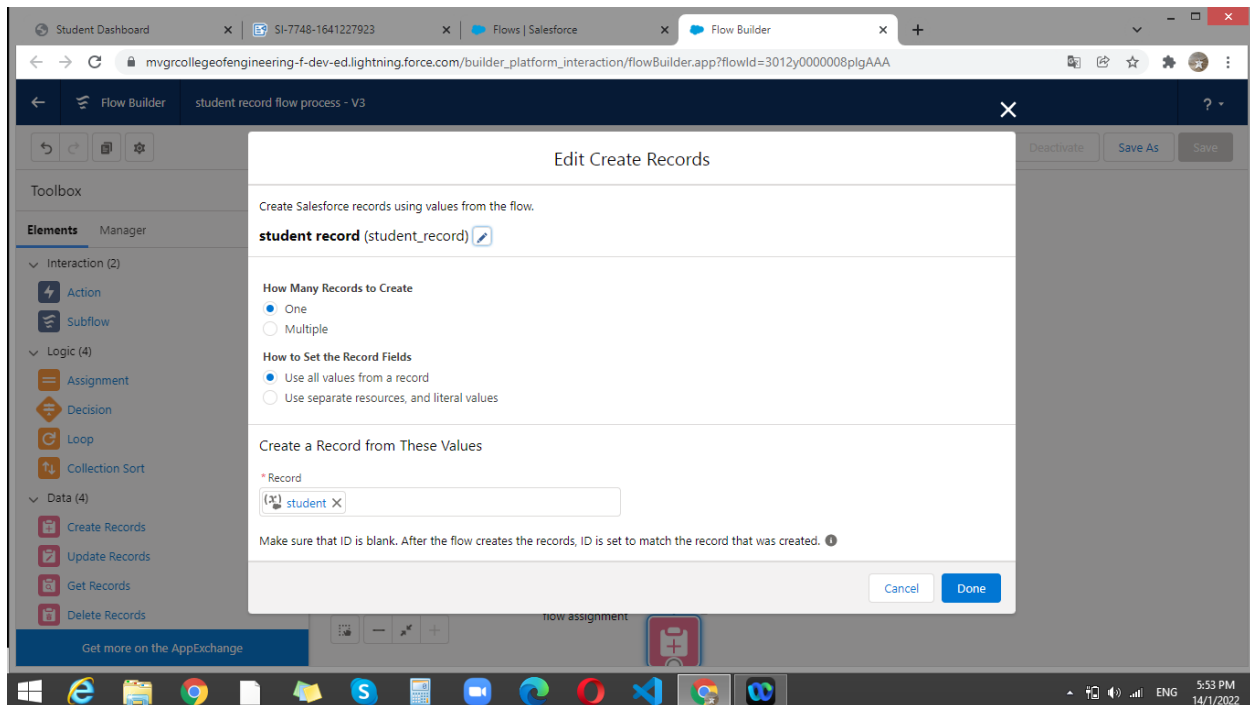 Student Dashboard
SI-7748-1641227923
Flows | Salesforce
Flow Builder
mvgrcollegeofengineering-f-dev-ed.lightning.force.com/builder_platform_interaction/flowBuilder.app?flowId=3012y0000008plgAAA
Flow Builder
student record flow process - V3
?
Deactivate
Save As
Save
Toolbox
Elements
Manager
Interaction (2)
Action
Subflow
Logic (4)
Assignment
Decision
Loop
Collection Sort
Data (4)
Create Records
Update Records
Get Records
Delete Records
Get more on the AppExchange
Edit Create Records
Create Salesforce records using values from the flow.
student record (student_record)
How Many Records to Create
One
Multiple
How to Set the Record Fields
Use all values from a record
Use separate resources, and literal values
Create a Record from These Values
* Record
student
Make sure that ID is blank. After the flow creates the records, ID is set to match the record that was created.
Cancel
Done
flow assignment
ENG
5:53 PM
14/1/2022